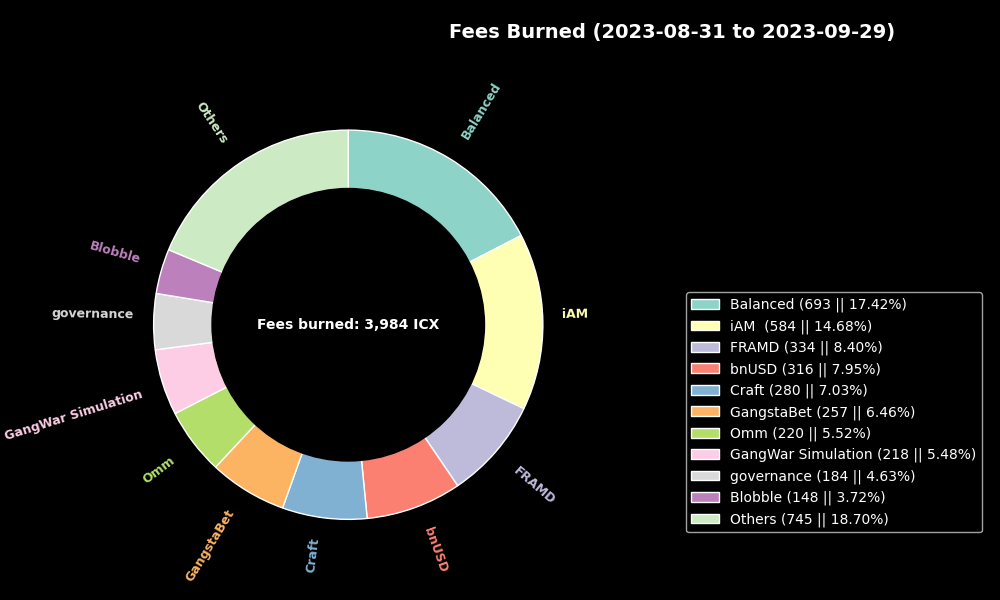 Fees Burned (2023-08-31 to 2023-09-29)
Balanced
Others
Blobble
governance
iAM
Fees burned: 3,984 ICX
GangWar Simulation
Omm
FRAMD
GangstaBet
Craft
bnUSD
Balanced (693 || 17.42%)
iAM  (584 || 14.68%)
FRAMD (334 || 8.40%)
bnUSD (316 || 7.95%)
Craft (280 || 7.03%)
GangstaBet (257 || 6.46%)
Omm (220 || 5.52%)
GangWar Simulation (218 || 5.48%)
governance (184 || 4.63%)
Blobble (148 || 3.72%)
Others (745 || 18.70%)